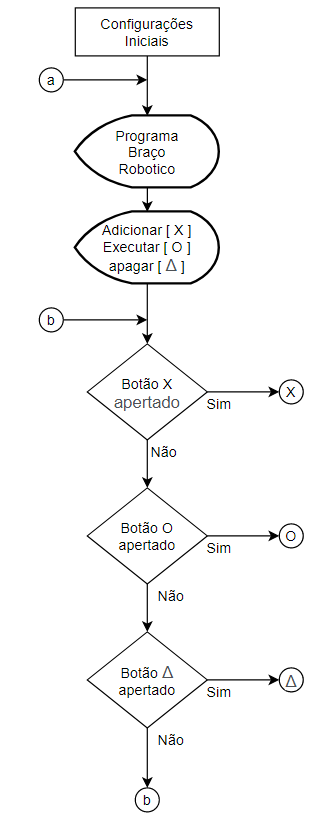 Configurações
Iniciais
a
Programa
Braço
Robotico
Adicionar [ X ]
Executar [ O ]
apagar [ Δ ]
b
Botão X
apertado
Sim
X
Não
Botão O
apertado
Sim
O
Não
Botão Δ
apertado
Sim
Δ
Não
b